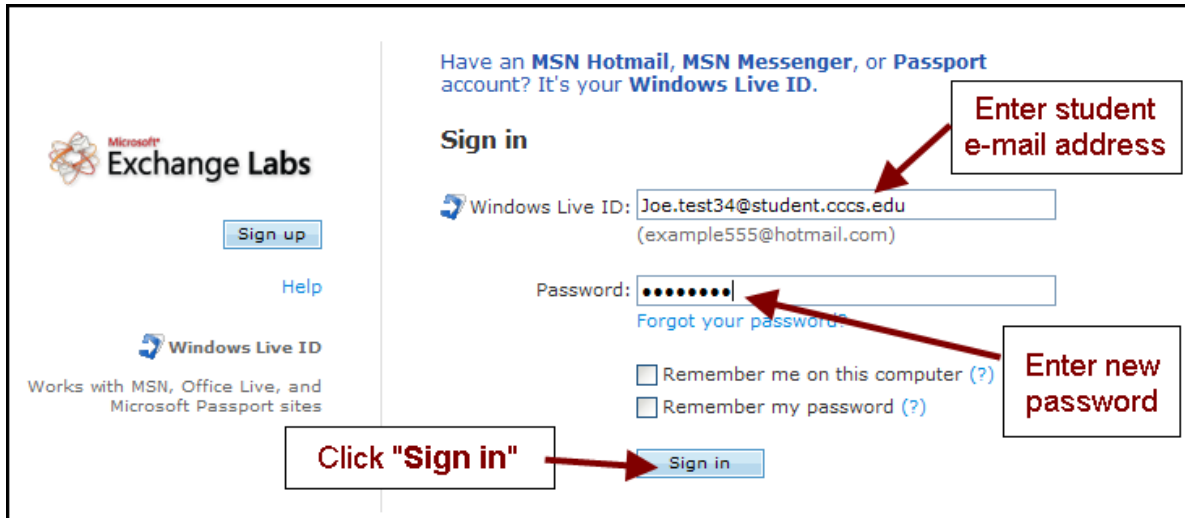 Have an MSN Hotmail, MSN Messenger, or Passport
account? It's your Windows Live ID.
Enter student
e-mail address
Microsoft
Exchange Labs
Sign up
Help
Windows Live ID
Works with MSN, Office Live, and
Microsoft Passport sites
Sign in
Windows Live ID: Joe.test34@student.cccs.edu
(example555@hotmail.com)
Password: ••••••••
Forgot your password?
Enter new
password
Remember me on this computer (?)
Remember my password (?)
Click "Sign in"
Sign in